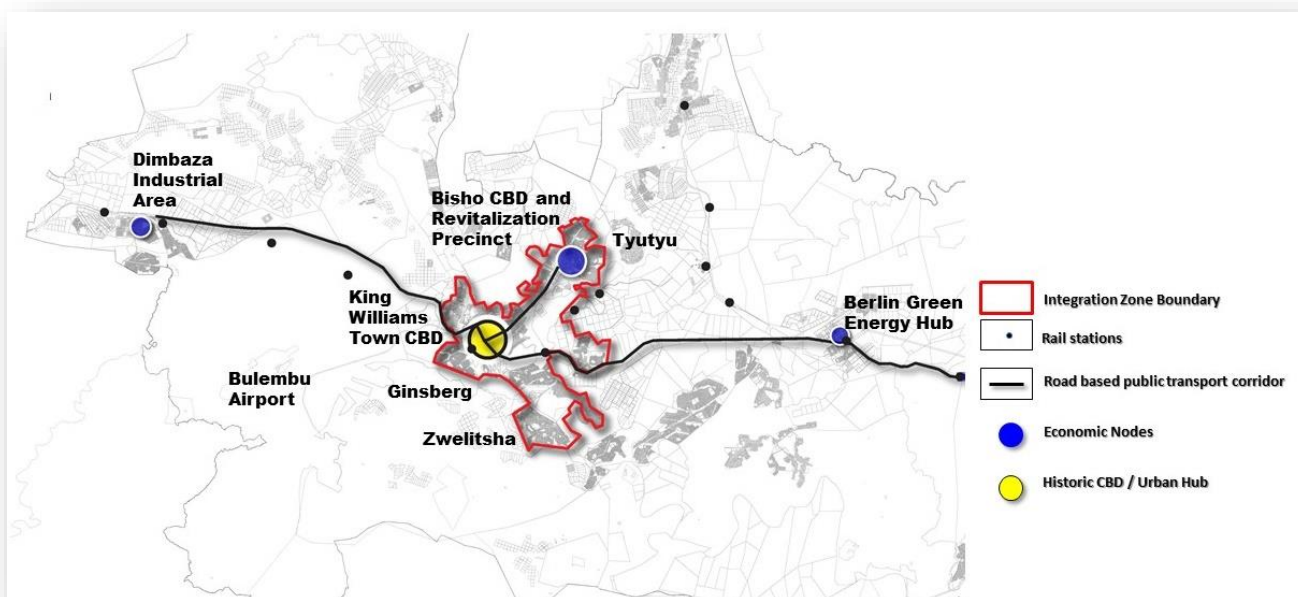 Dimbaza
Industrial
Area
Bisho CBD and
Revitalization
Precinct
Tyutyu
King
Williams
Town CBD
Berlin Green
Energy Hub
Bulembu
Airport
Ginsberg
Zwelitsha
Integration Zone Boundary
Rail stations
Road based public transport corridor
Economic Nodes
Historic CBD / Urban Hub